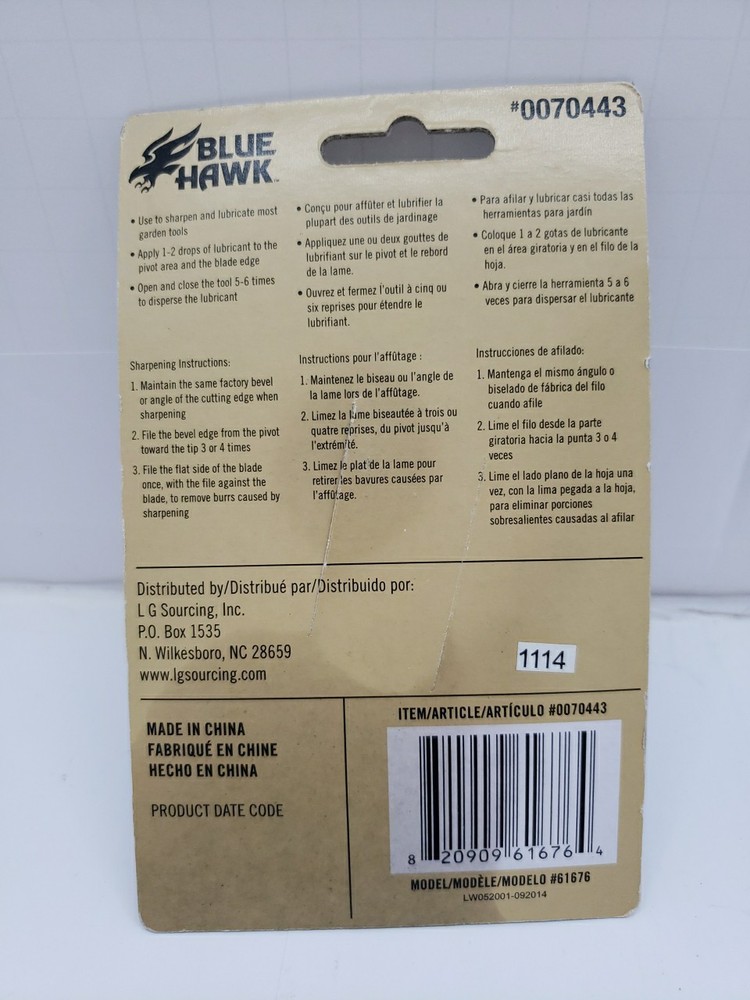 #0070443
BLUE
HAWK™
• Use to sharpen and lubricate most
garden tools
• Apply 1-2 drops of lubricant to the
pivot area and the blade edge
• Open and close the tool 5-6 times
to disperse the lubricant
• Conçu pour affûter et lubrifier la
plupart des outils de jardinage
• Appliquez une ou deux gouttes de
lubrifiant sur le pivot et le rebord
de la lame.
• Ouvrez et fermez l'outil à cinq ou
six reprises pour étendre le
lubrifiant.
• Para afilar y lubricar casi todas las
herramientas para jardín
• Coloque 1 a 2 gotas de lubricante
en el área giratoria y en el filo de la
hoja.
• Abra y cierre la herramienta 5 a 6
veces para dispersar el lubricante
Sharpening Instructions:
1. Maintain the same factory bevel
or angle of the cutting edge when
sharpening
2. File the bevel edge from the pivot
toward the tip 3 or 4 times
3. File the flat side of the blade
once, with the file against the
blade, to remove burrs caused by
sharpening
Instructions pour l'affûtage :
1. Maintenez le biseau ou l'angle de
la lame lors de l'affûtage.
2. Limez la lame biseautée à trois ou
quatre reprises, du pivot jusqu'à
l'extrémité.
3. Limez le plat de la lame pour
retirer les bavures causées par
l'affûtage.
Instrucciones de afilado:
1. Mantenga el mismo ángulo o
biselado de fábrica del filo
cuando afile
2. Lime el filo desde la parte
giratoria hacia la punta 3 o 4
veces
3. Lime el lado plano de la hoja una
vez, con la lima pegada a la hoja,
para eliminar porciones
sobresalientes causadas al afilar
Distributed by/Distribué par/Distribuido por:
L G Sourcing, Inc.
P.O. Box 1535
N. Wilkesboro, NC 28659
www.lgsourcing.com
1114
MADE IN CHINA
FABRIQUÉ EN CHINE
HECHO EN CHINA
PRODUCT DATE CODE
ITEM/ARTICLE/ARTÍCULO #0070443
8 20909 61676 4
MODEL/MODÈLE/MODELO #61676
LW052001-092014